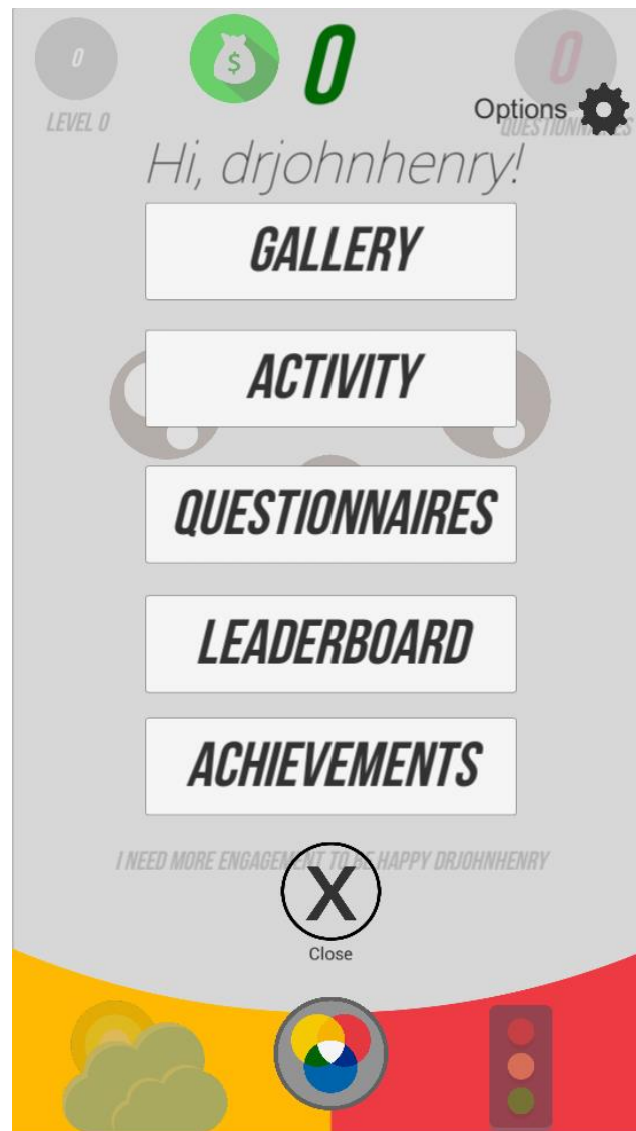 0
$
0
0
LEVEL 0
Options
QUESTIONNAIRES
Hi, drjohnhenry!
GALLERY
ACTIVITY
QUESTIONNAIRES
LEADERBOARD
ACHIEVEMENTS
I NEED MORE ENGAGEMENT TO BE HAPPY DRJOHNHENRY
X
Close